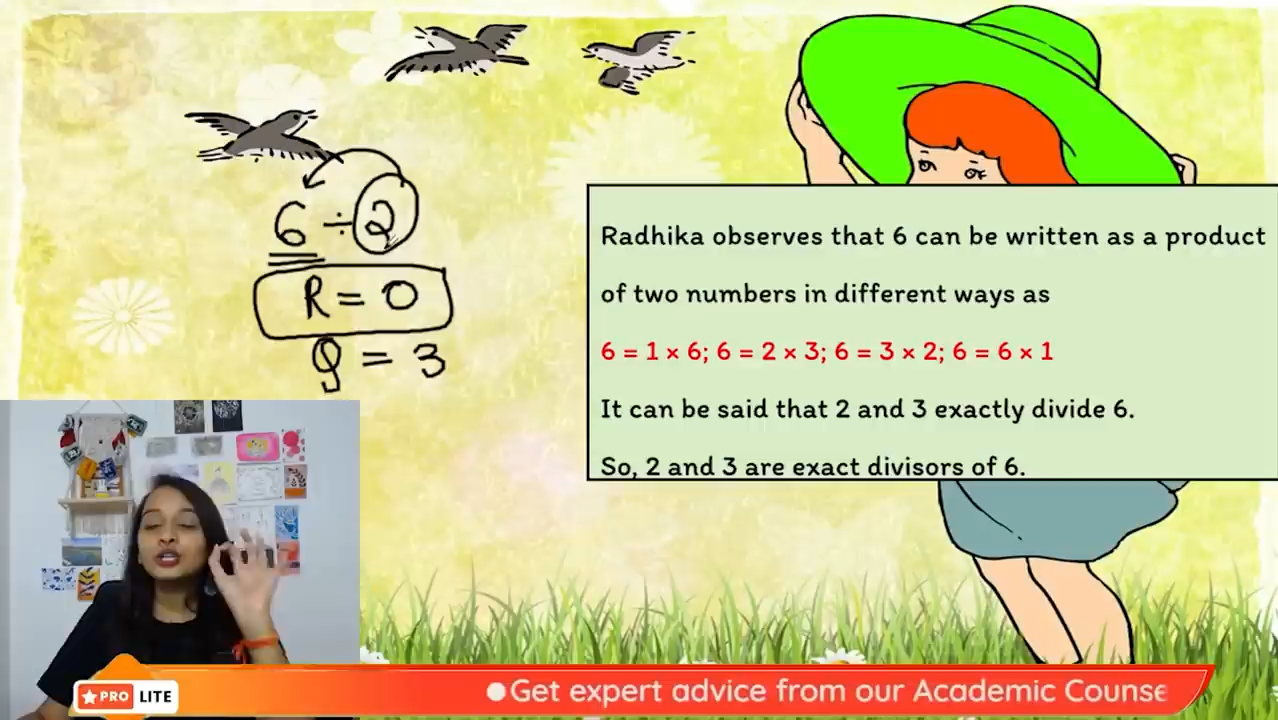 6 ÷ 2
R = 0
Q = 3
Radhika observes that 6 can be written as a product
of two numbers in different ways as
6 = 1 × 6; 6 = 2 × 3; 6 = 3 × 2; 6 = 6 × 1
It can be said that 2 and 3 exactly divide 6.
So, 2 and 3 are exact divisors of 6.
PRO LITE
Get expert advice from our Academic Counse